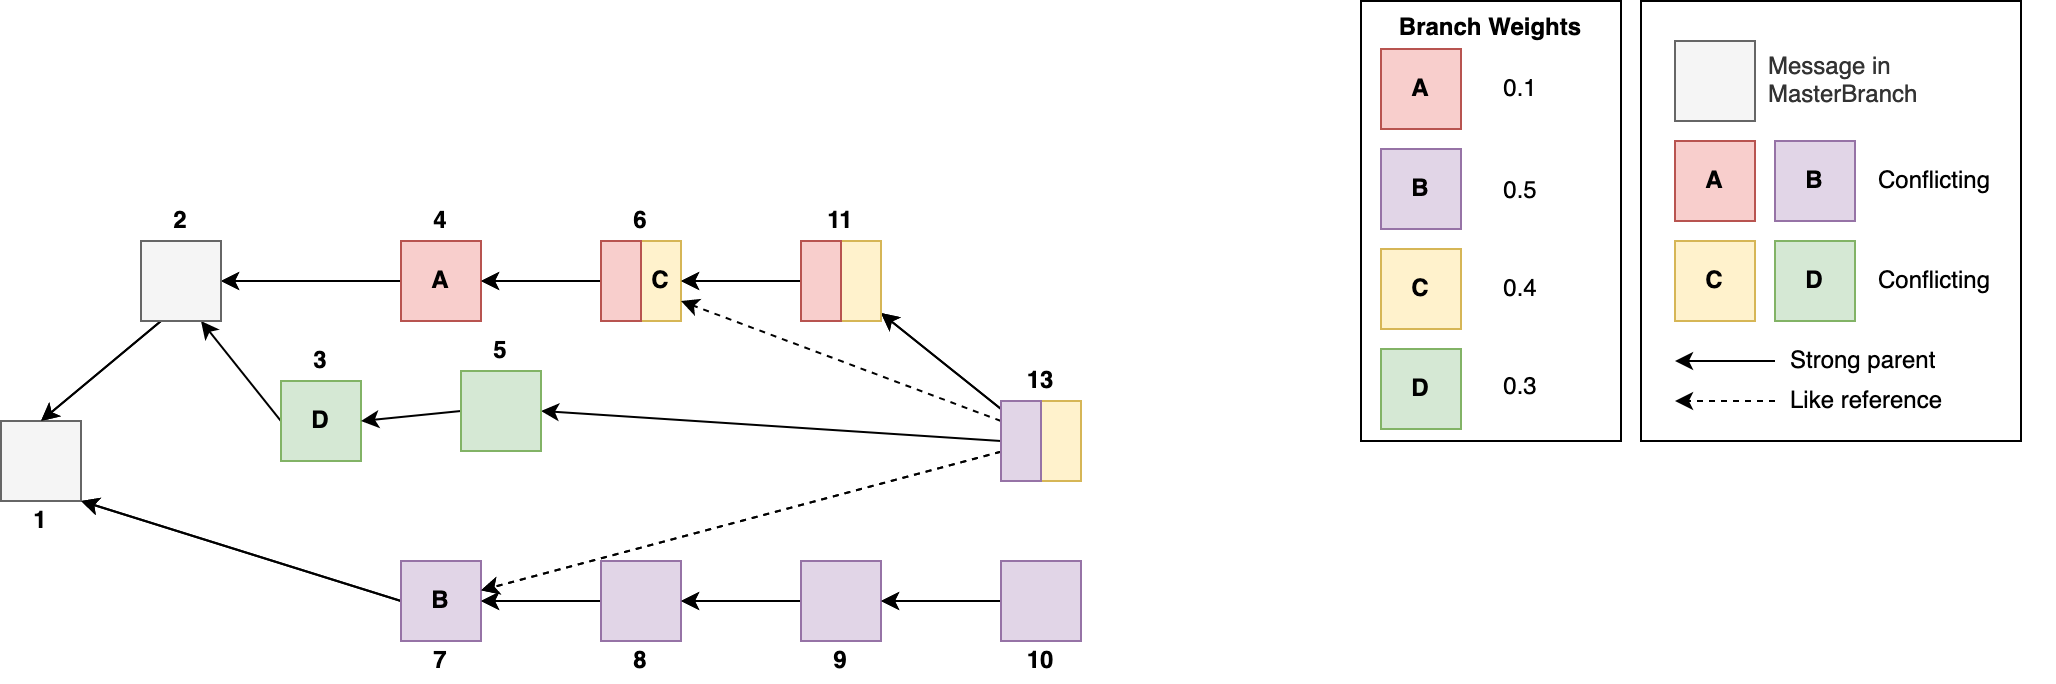 Branch Weights
A 0.1
B 0.5
C 0.4
D 0.3
Message in
MasterBranch
A B Conflicting
C D Conflicting
Strong parent
Like reference
2
4
6
11
A
C
3
5
D
13
1
B
7
8
9
10